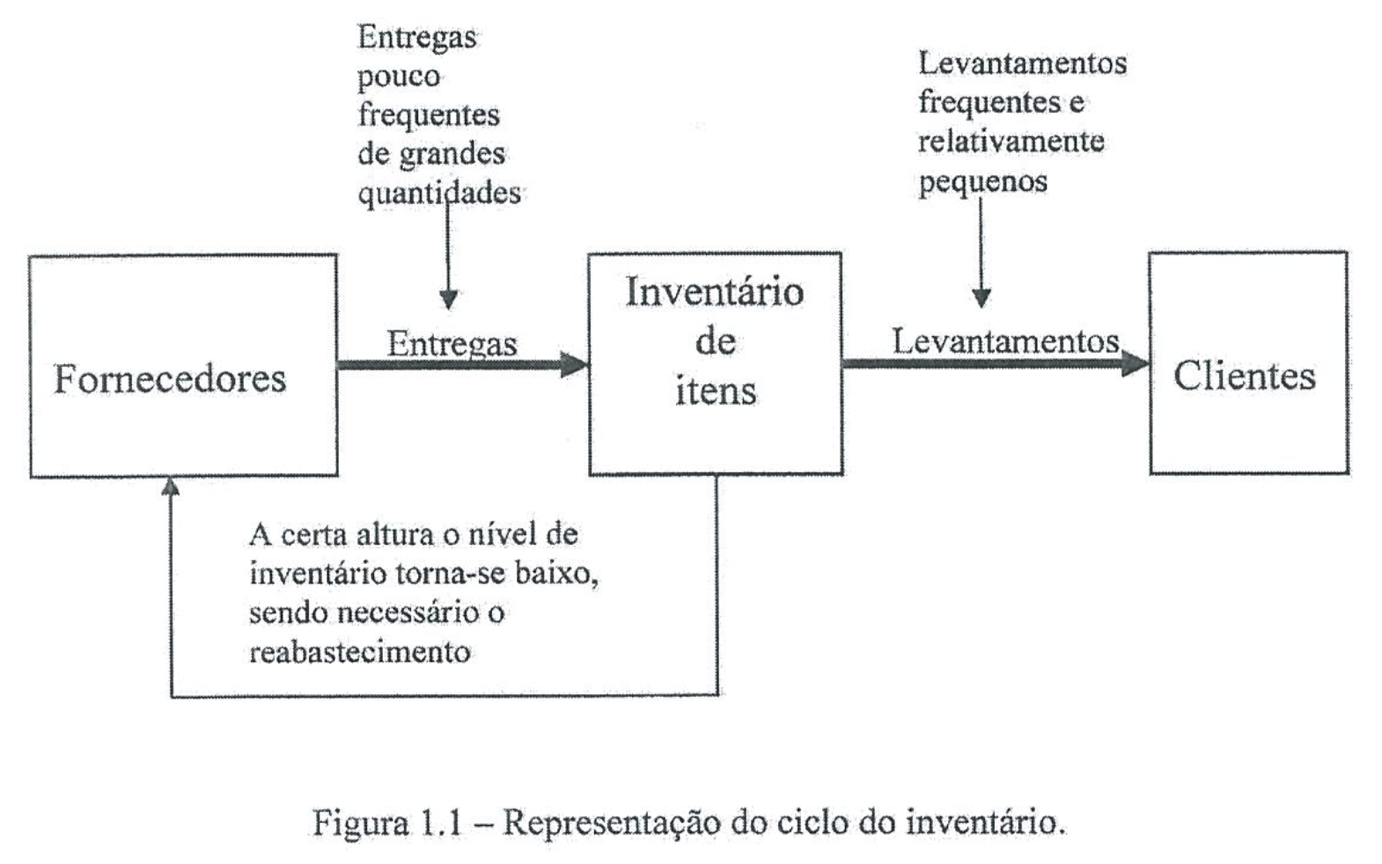 Entregas
pouco
frequentes
de grandes
quantidades
Levantamentos
frequentes e
relativamente
pequenos
Fornecedores
Entregas
Inventário
de
itens
Levantamentos
Clientes
A certa altura o nível de
inventário torna-se baixo,
sendo necessário o
reabastecimento
Figura 1.1 – Representação do ciclo do inventário.